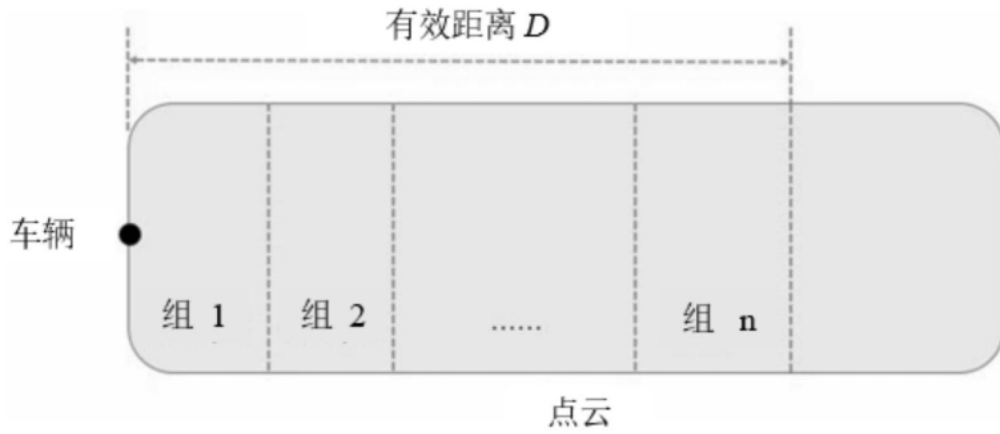 有效距离 D
车辆
组 1 组 2 ...... 组 n
点云